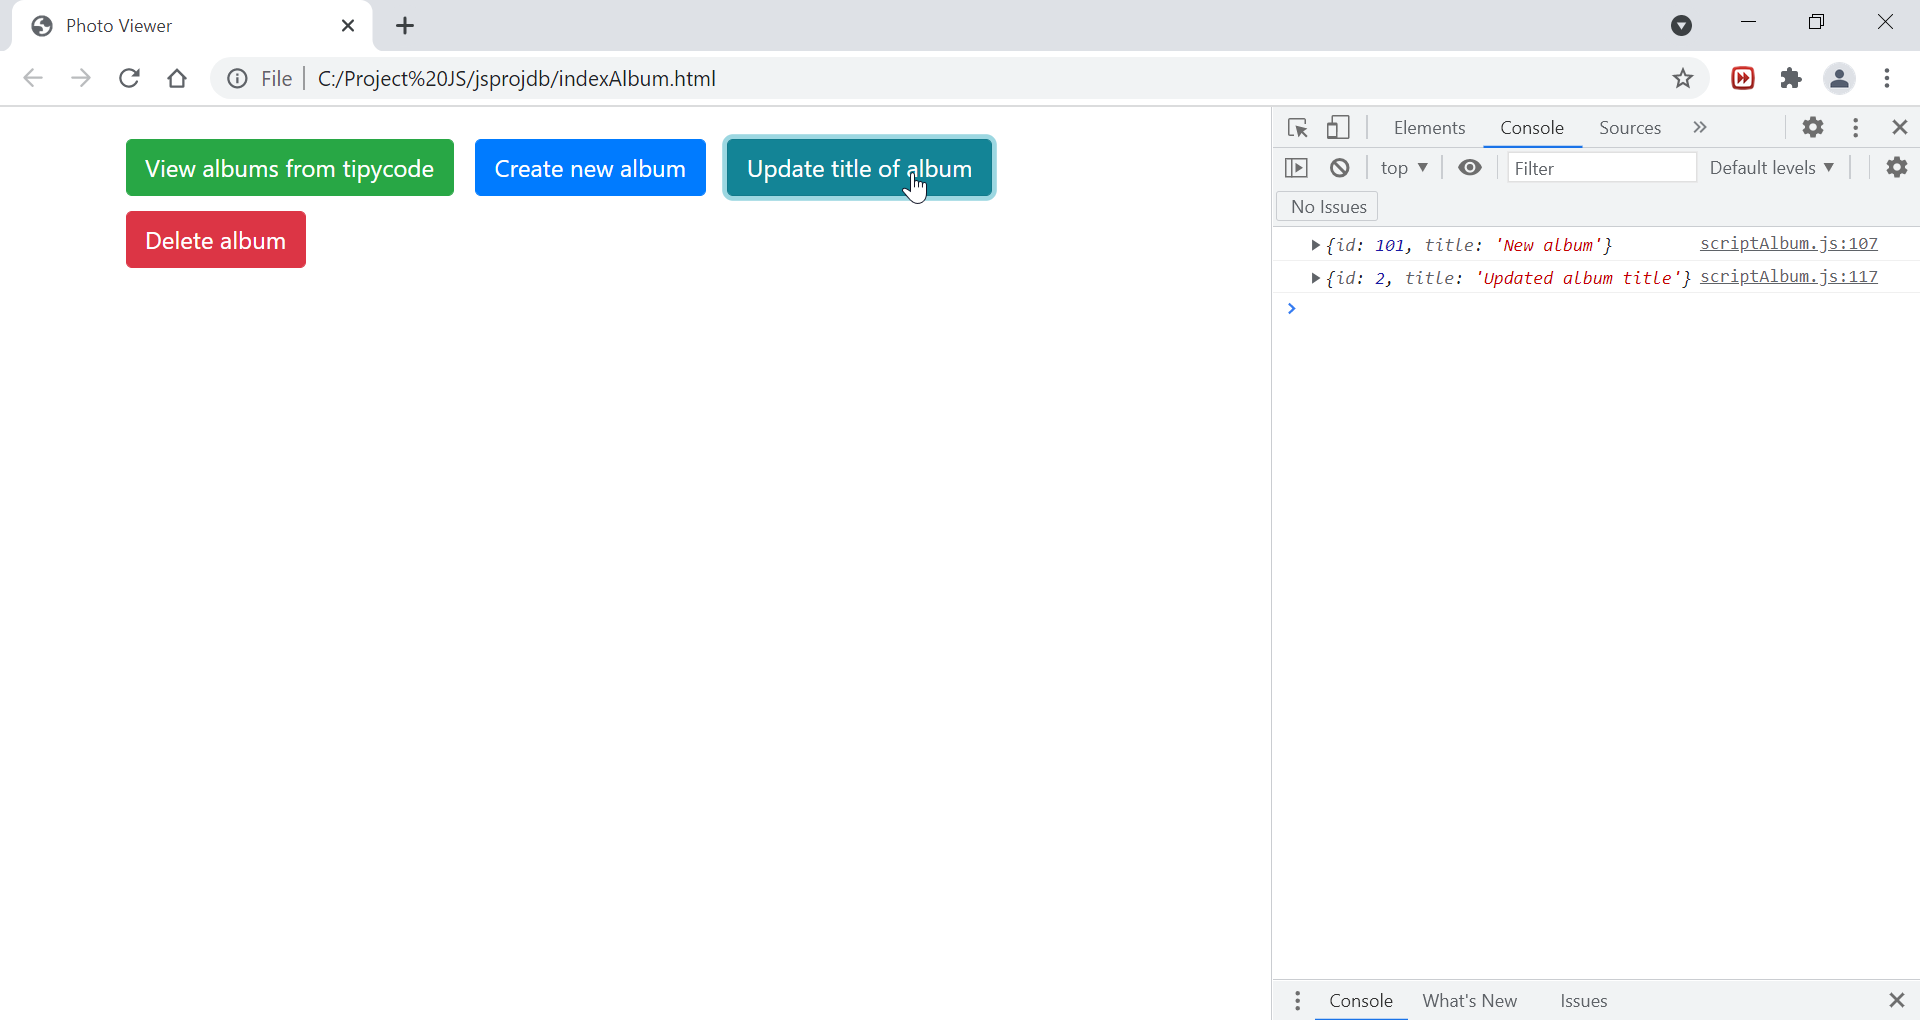 Photo Viewer
File C:/Project%20JS/jsprojdb/indexAlbum.html
View albums from tipycode Create new album Update title of album
Delete album
Elements Console Sources
top Filter Default levels
No Issues
{id: 101, title: 'New album'} scriptAlbum.js:107
{id: 2, title: 'Updated album title'} scriptAlbum.js:117
Console What's New Issues